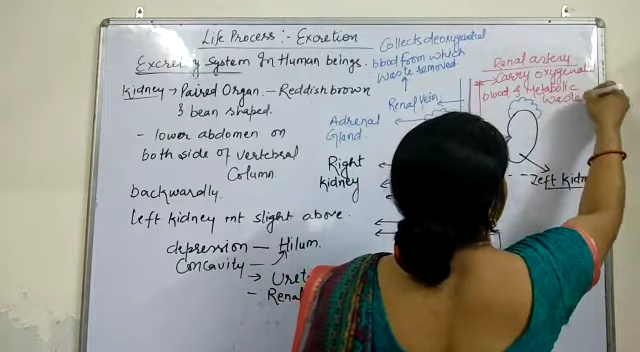 Life Process :- Excretion
Excretory System In Human beings.
Kidney → Paired Organ. - Reddish brown
& bean shaped.
- lower abdomen on
both side of vertebral
Column
backwardly.
Left kidney slight above.
depression — Hilum.
Concavity
→ Uret
- Renal
Collects deoxygenated
blood from which
waste removed
Renal vein.
Adrenal
Gland.
Right
Kidney
Renal artery
Carry oxygenated
blood & Metabolic
waste
Left Kidn